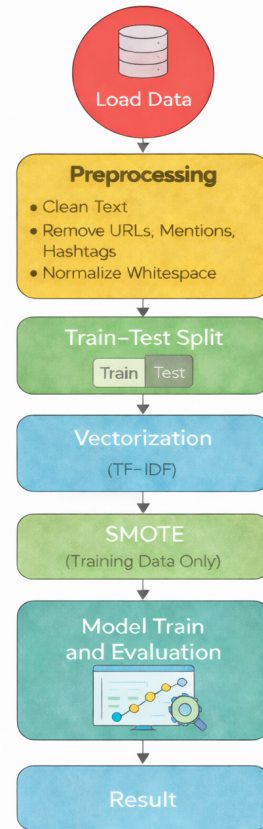 Load Data
Preprocessing
• Clean Text
• Remove URLs, Mentions,
Hashtags
• Normalize Whitespace
Train–Test Split
Train Test
Vectorization
(TF–IDF)
SMOTE
(Training Data Only)
Model Train
and Evaluation
Result